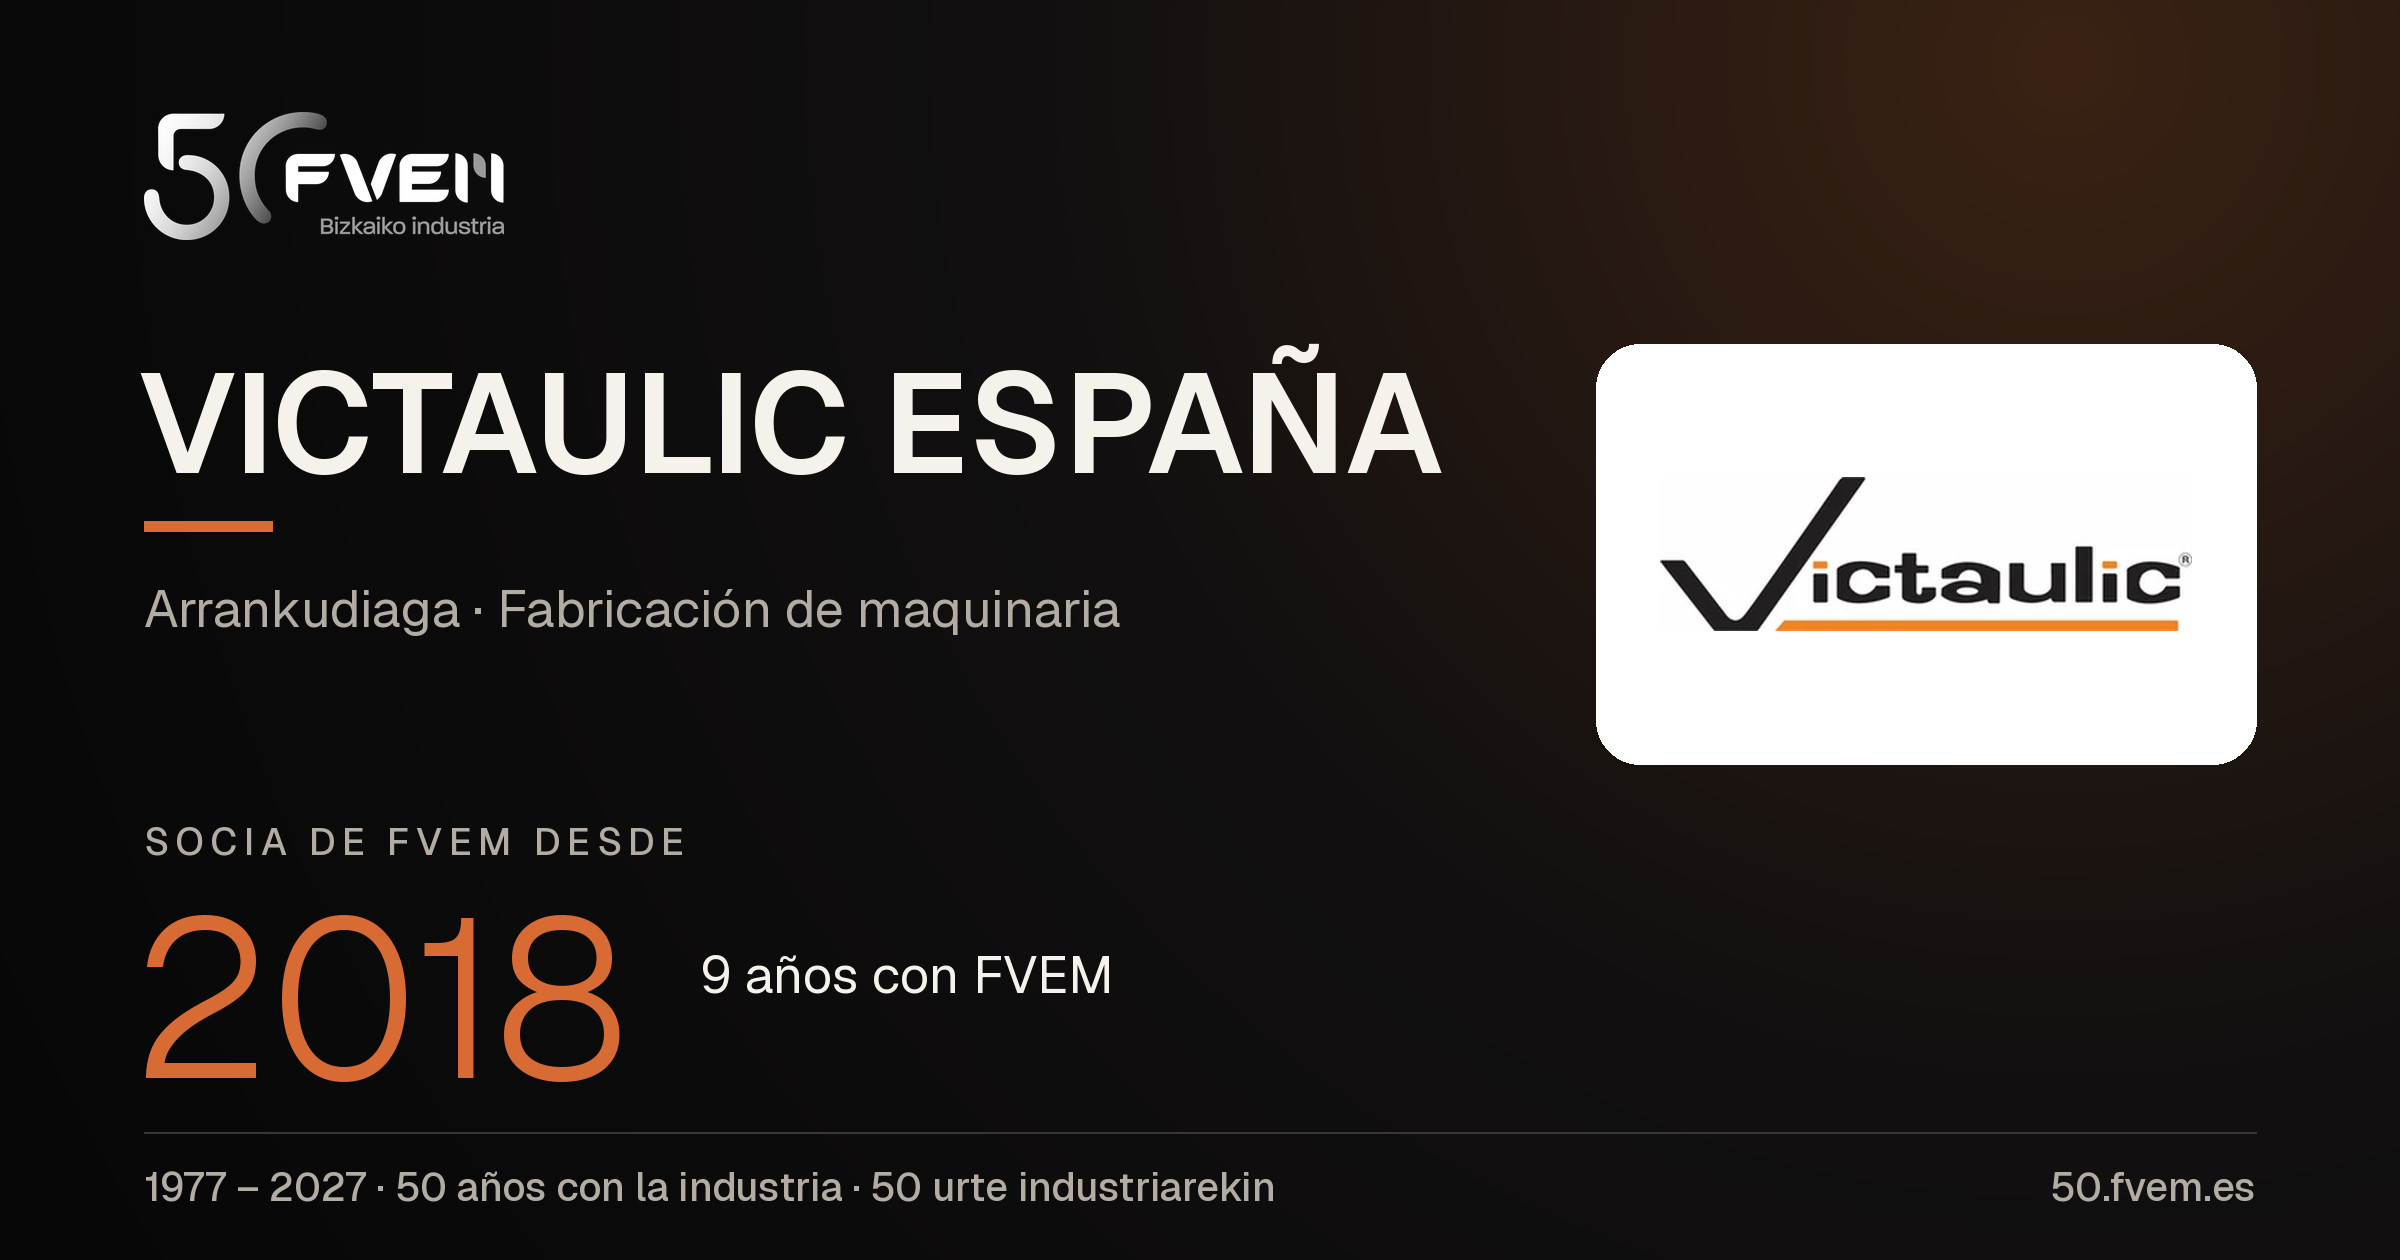 50 FVEM
Bizkaiko industria
VICTAULIC ESPAÑA
Arrankudiaga · Fabricación de maquinaria
Victaulic®
SOCIA DE FVEM DESDE
2018
9 años con FVEM
1977 – 2027 · 50 años con la industria · 50 urte industriarekin
50.fvem.es